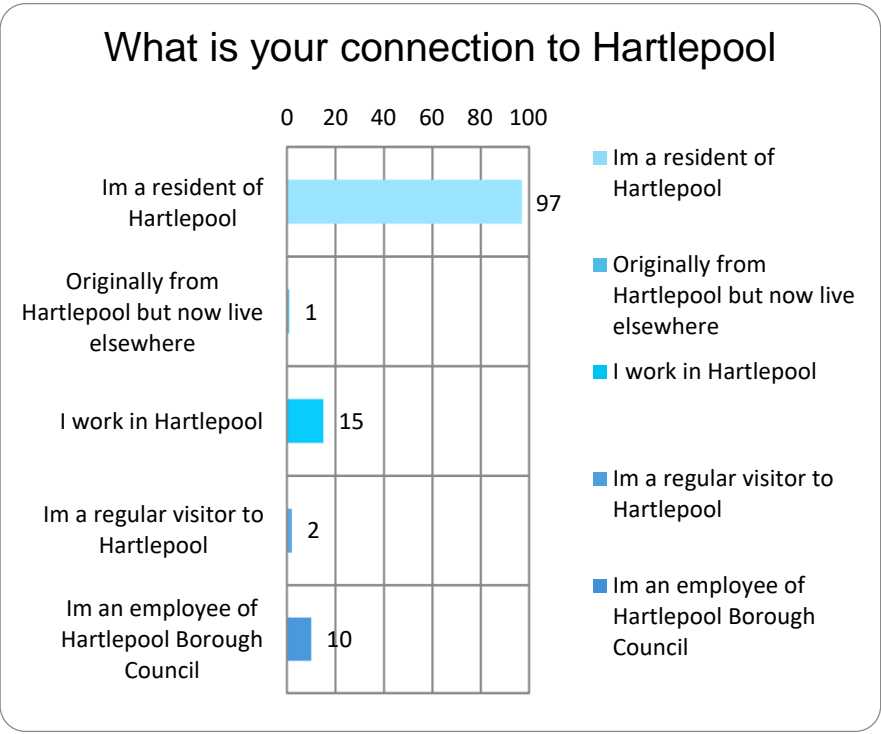 What is your connection to Hartlepool
0 20 40 60 80 100
Im a resident of
Hartlepool
97
Originally from
Hartlepool but now live
elsewhere
1
I work in Hartlepool
15
Im a regular visitor to
Hartlepool
2
Im an employee of
Hartlepool Borough
Council
10
Im a resident of
Hartlepool
Originally from
Hartlepool but now live
elsewhere
I work in Hartlepool
Im a regular visitor to
Hartlepool
Im an employee of
Hartlepool Borough
Council